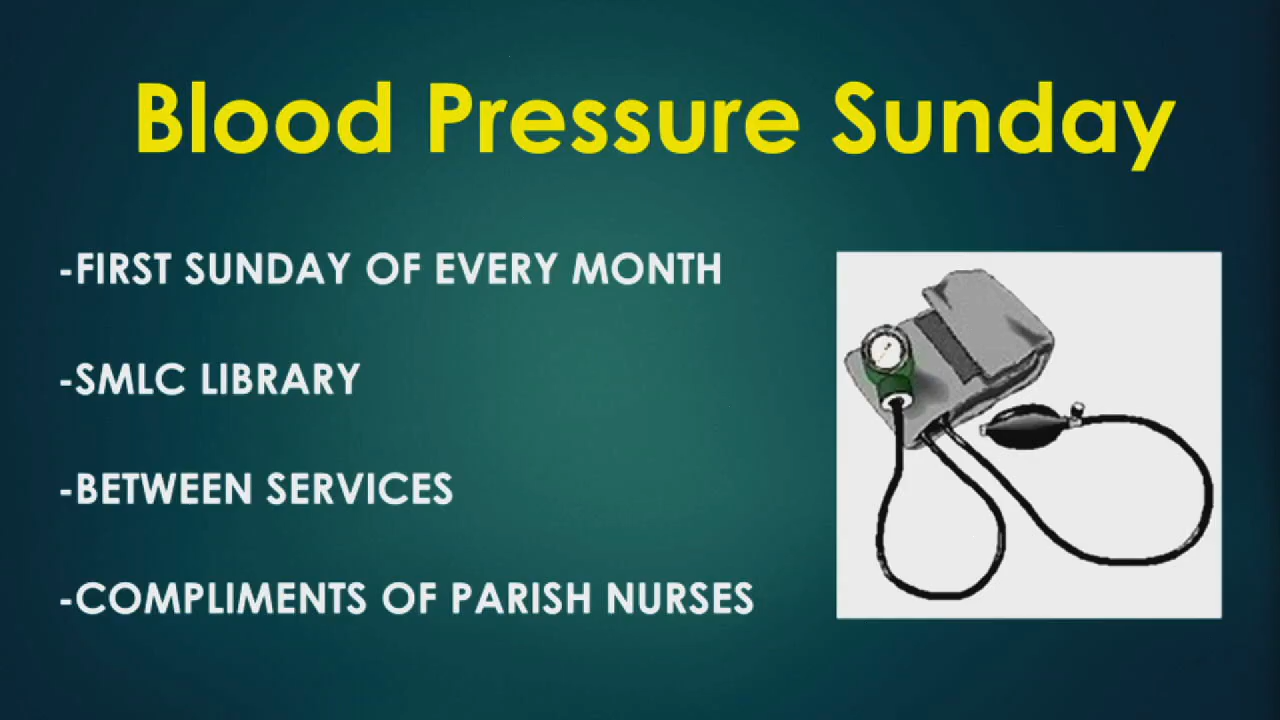 Blood Pressure Sunday
-FIRST SUNDAY OF EVERY MONTH
-SMLC LIBRARY
-BETWEEN SERVICES
-COMPLIMENTS OF PARISH NURSES